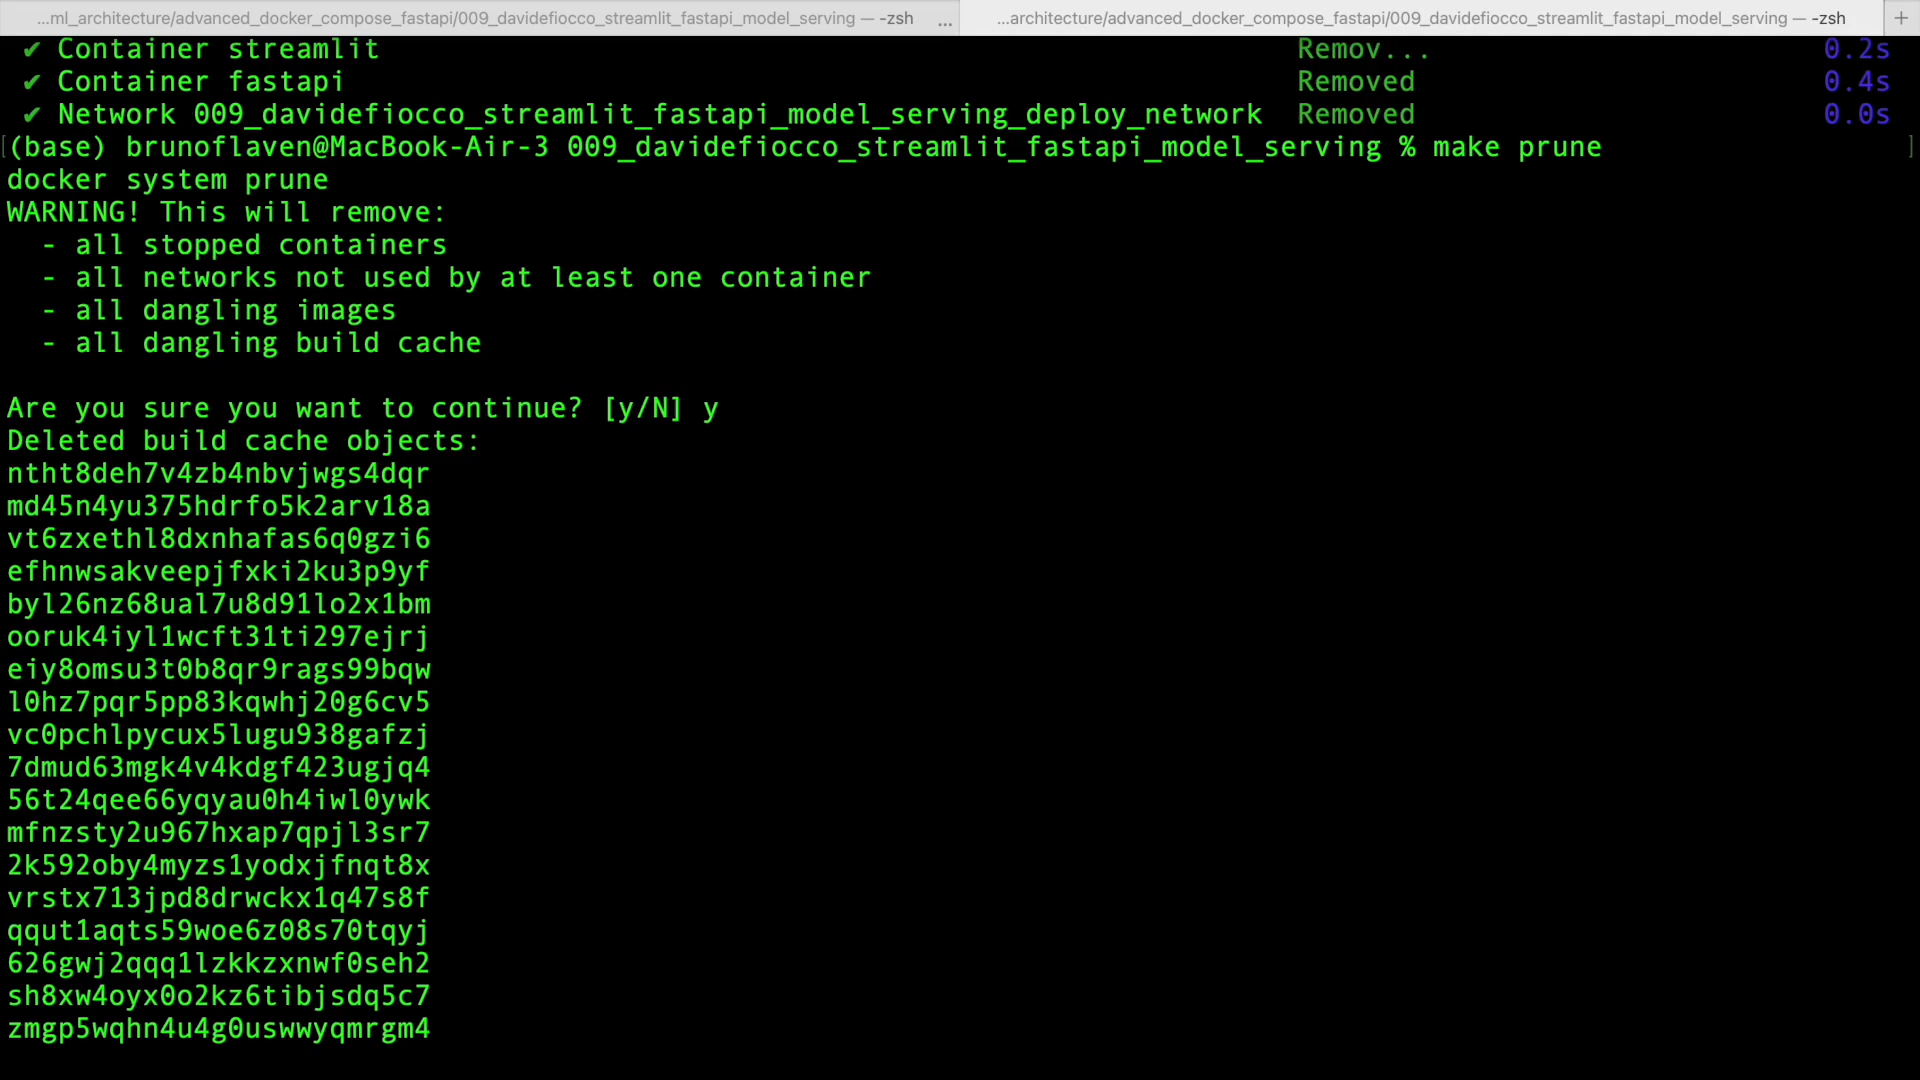 ...ml_architecture/advanced_docker_compose_fastapi/009_davidefiocco_streamlit_fastapi_model_serving — -zsh ...
...architecture/advanced_docker_compose_fastapi/009_davidefiocco_streamlit_fastapi_model_serving — -zsh +
✔ Container streamlit Remov... 0.2s
✔ Container fastapi Removed 0.4s
✔ Network 009_davidefiocco_streamlit_fastapi_model_serving_deploy_network Removed 0.0s
[(base) brunoflaven@MacBook-Air-3 009_davidefiocco_streamlit_fastapi_model_serving % make prune ]
docker system prune
WARNING! This will remove:
- all stopped containers
- all networks not used by at least one container
- all dangling images
- all dangling build cache
Are you sure you want to continue? [y/N] y
Deleted build cache objects:
ntht8deh7v4zb4nbvjwgs4dqr
md45n4yu375hdrfo5k2arv18a
vt6zxethl8dxnhafas6q0gzi6
efhnwsakveepjfxki2ku3p9yf
byl26nz68ual7u8d91lo2x1bm
ooruk4iyl1wcft31ti297ejrj
eiy8omsu3t0b8qr9rags99bqw
l0hz7pqr5pp83kqwhj20g6cv5
vc0pchlpycux5lugu938gafzj
7dmud63mgk4v4kdgf423ugjq4
56t24qee66yqyau0h4iwl0ywk
mfnzsty2u967hxap7qpjl3sr7
2k592oby4myzs1yodxjfnqt8x
vrstx713jpd8drwckx1q47s8f
qqut1aqts59woe6z08s70tqyj
626gwj2qqq1lzkkzxnwf0seh2
sh8xw4oyx0o2kz6tibjsdq5c7
zmgp5wqhn4u4g0uswwyqmrgm4